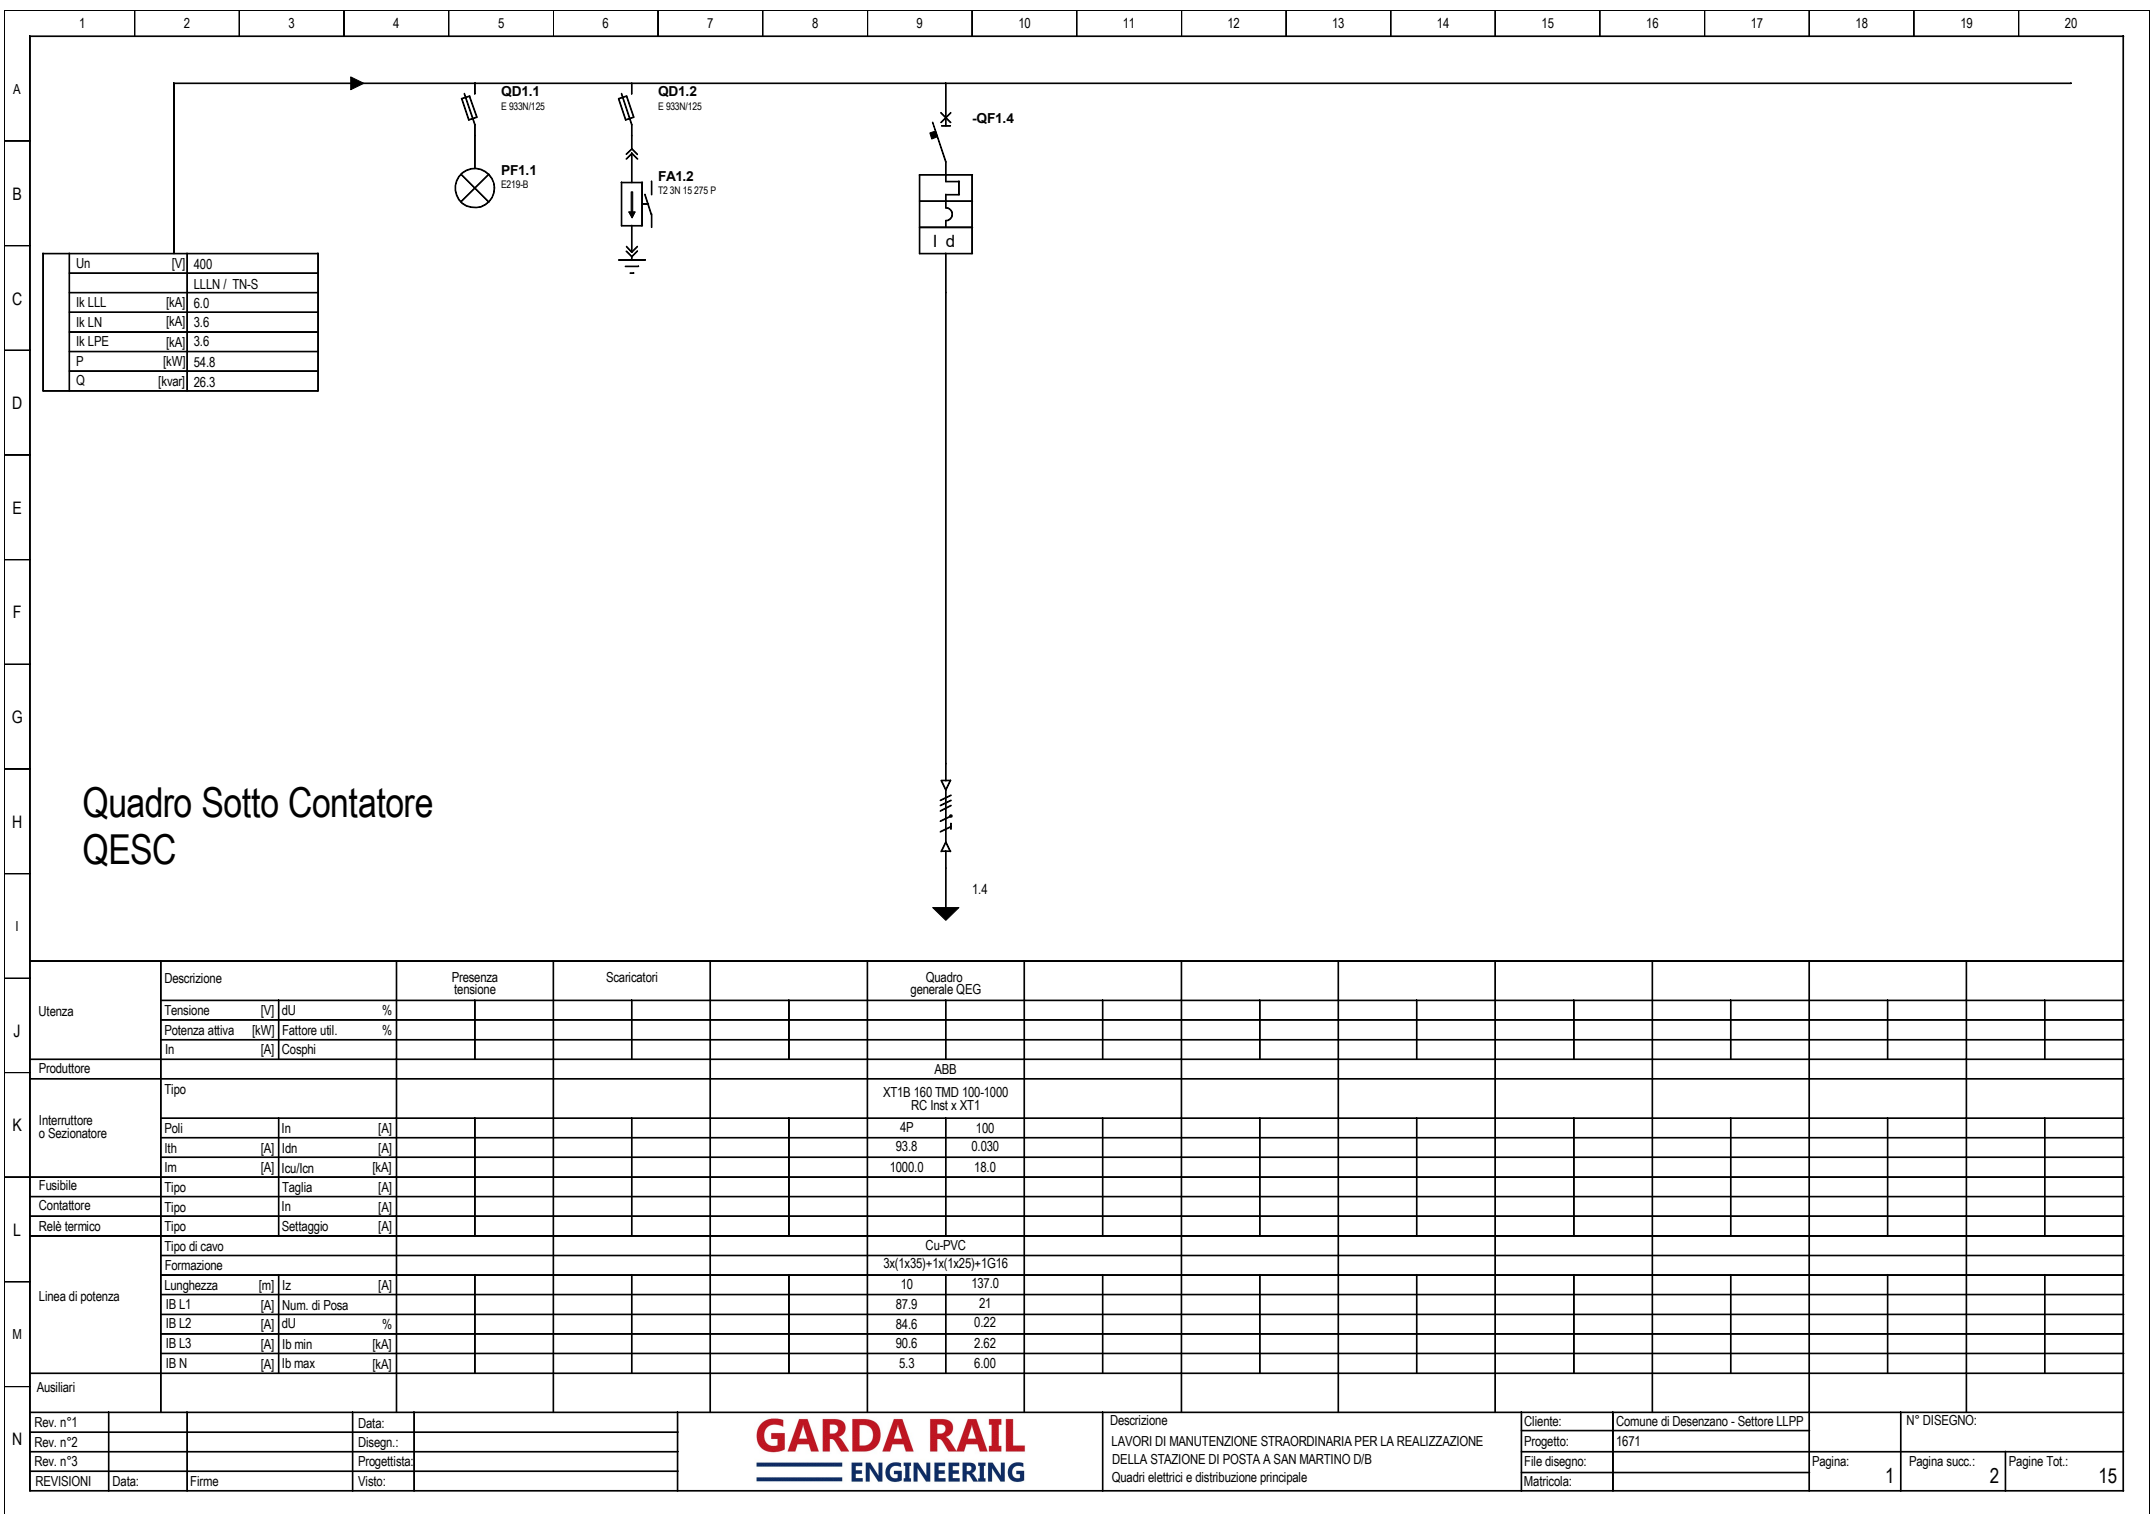 1 2 3 4 5 6 7 8 9 10 11 12 13 14 15 16 17 18 19 20
A
B
C
D
E
F
G
H
I
J
K
L
M
N
QD1.1
E 933N/125
QD1.2
E 933N/125
-QF1.4
PF1.1
E219-B
FA1.2
T2 3N 15 275 P
I d
Un [V] 400
LLLN / TN-S
Ik LLL [kA] 6.0
Ik LN [kA] 3.6
Ik LPE [kA] 3.6
P [kW] 54.8
Q [kvar] 26.3
Quadro Sotto Contatore
QESC
1.4
Utenza
Descrizione
Presenza
tensione
Scaricatori
Quadro
generale QEG
Tensione [V] dU %
Potenza attiva [kW] Fattore util. %
In [A] Cosphi
Produttore ABB
Interruttore
o Sezionatore
Tipo
XT1B 160 TMD 100-1000
RC Inst x XT1
Poli In [A] 4P 100
Ith [A] Idn [A] 93.8 0.030
Im [A] Icu/Icn [kA] 1000.0 18.0
Fusibile Tipo Taglia [A]
Contattore Tipo In [A]
Relè termico Tipo Settaggio [A]
Linea di potenza
Tipo di cavo Cu-PVC
Formazione 3x(1x35)+1x(1x25)+1G16
Lunghezza [m] Iz [A] 10 137.0
IB L1 [A] Num. di Posa 87.9 21
IB L2 [A] dU % 84.6 0.22
IB L3 [A] Ib min [kA] 90.6 2.62
IB N [A] Ib max [kA] 5.3 6.00
Ausiliari
Rev. n°1 Data:
Rev. n°2 Disegn.:
Rev. n°3 Progettista:
REVISIONI Data: Firme Visto:
GARDA RAIL
ENGINEERING
Descrizione
LAVORI DI MANUTENZIONE STRAORDINARIA PER LA REALIZZAZIONE
DELLA STAZIONE DI POSTA A SAN MARTINO D/B
Quadri elettrici e distribuzione principale
Cliente: Comune di Desenzano - Settore LLPP
Progetto: 1671
File disegno:
Matricola:
N° DISEGNO:
Pagina: 1
Pagina succ.: 2
Pagine Tot.: 15